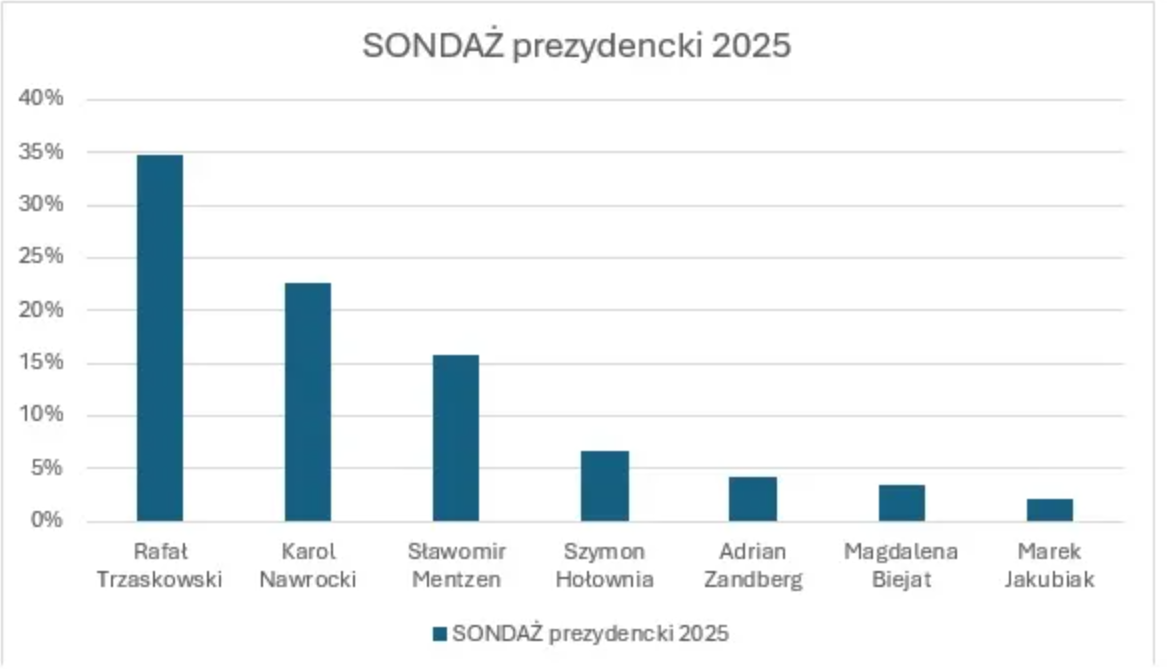 SONDAŻ prezydencki 2025
40%
35%
30%
25%
20%
15%
10%
5%
0%
Rafał
Trzaskowski
Karol
Nawrocki
Sławomir
Mentzen
Szymon
Hołownia
Adrian
Zandberg
Magdalena
Biejat
Marek
Jakubiak
SONDAŻ prezydencki 2025